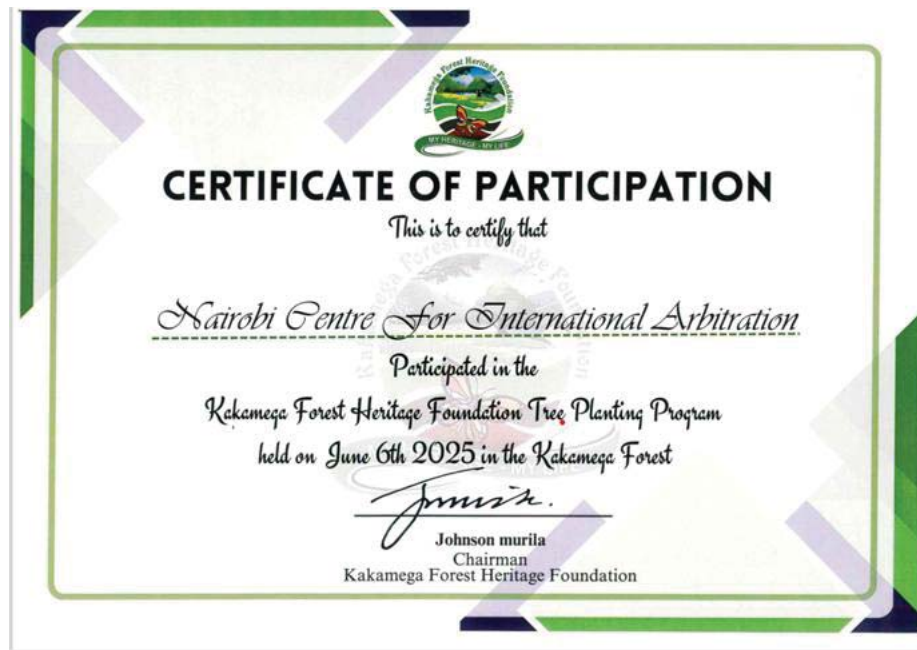 Kakamega Forest Heritage Foundation
MY HERITAGE - MY LIFE
CERTIFICATE OF PARTICIPATION
This is to certify that
Nairobi Centre For International Arbitration
Participated in the
Kakamega Forest Heritage Foundation Tree Planting Program
held on June 6th 2025 in the Kakamega Forest
Johnson murila
Chairman
Kakamega Forest Heritage Foundation